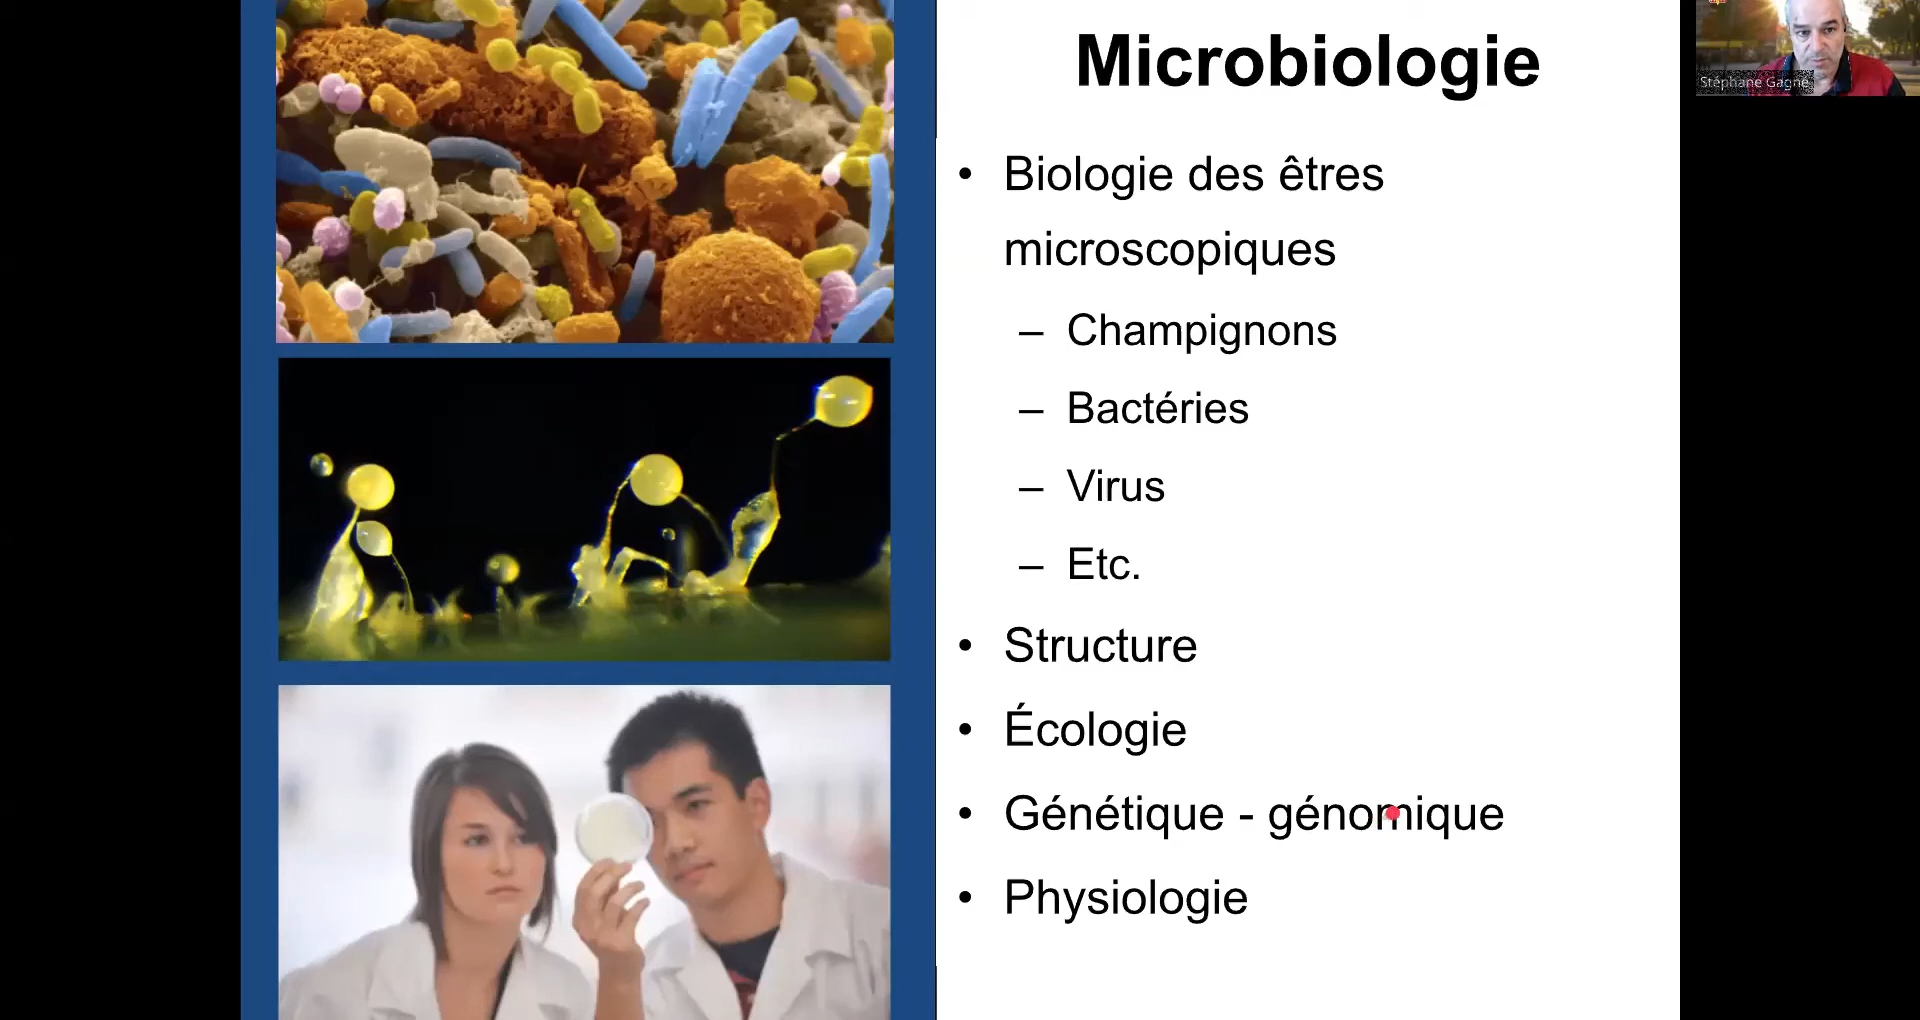 Microbiologie
• Biologie des êtres
microscopiques
– Champignons
– Bactéries
– Virus
– Etc.
• Structure
• Écologie
• Génétique - génomique
• Physiologie
Stéphane Gagné